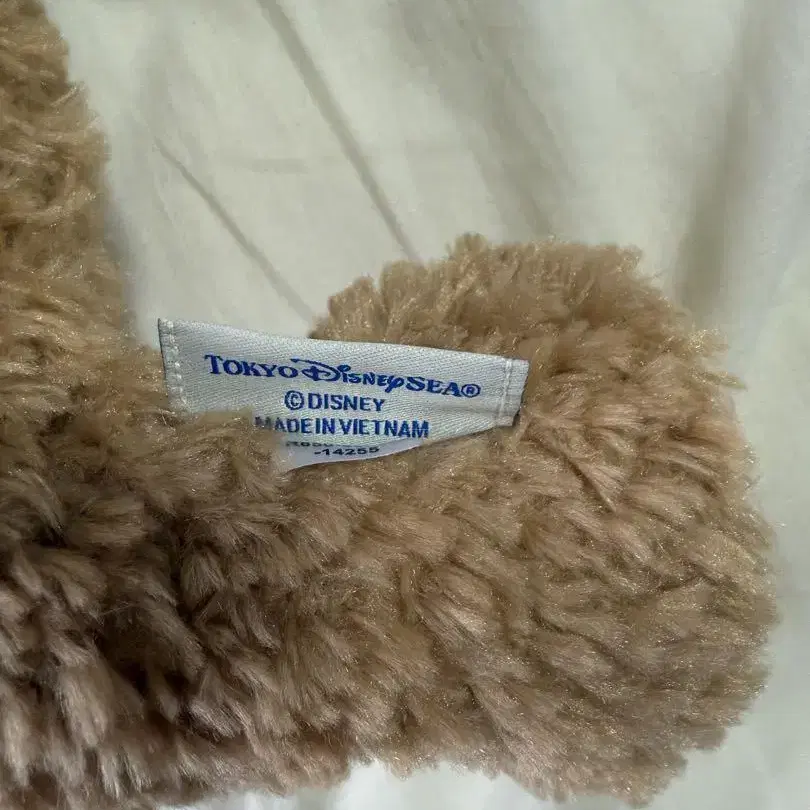 TOKYO DISNEYSEA®
© DISNEY
MADE IN VIETNAM
-14255